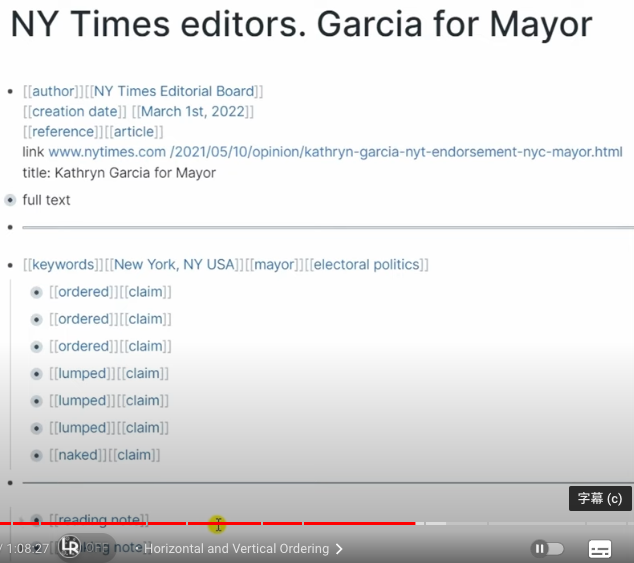 NY Times editors. Garcia for Mayor
[[author]][[NY Times Editorial Board]]
[[creation date]] [[March 1st, 2022]]
[[reference]][[article]]
link www.nytimes.com /2021/05/10/opinion/kathryn-garcia-nyt-endorsement-nyc-mayor.html
title: Kathryn Garcia for Mayor
full text
[[keywords]][[New York, NY USA]][[mayor]][[electoral politics]]
[[ordered]][[claim]]
[[ordered]][[claim]]
[[ordered]][[claim]]
[[lumped]][[claim]]
[[lumped]][[claim]]
[[lumped]][[claim]]
[[naked]][[claim]]
字幕 (c)
[[reading note]]
/ 1:08:27 LR OFF • Horizontal and Vertical Ordering
note]]